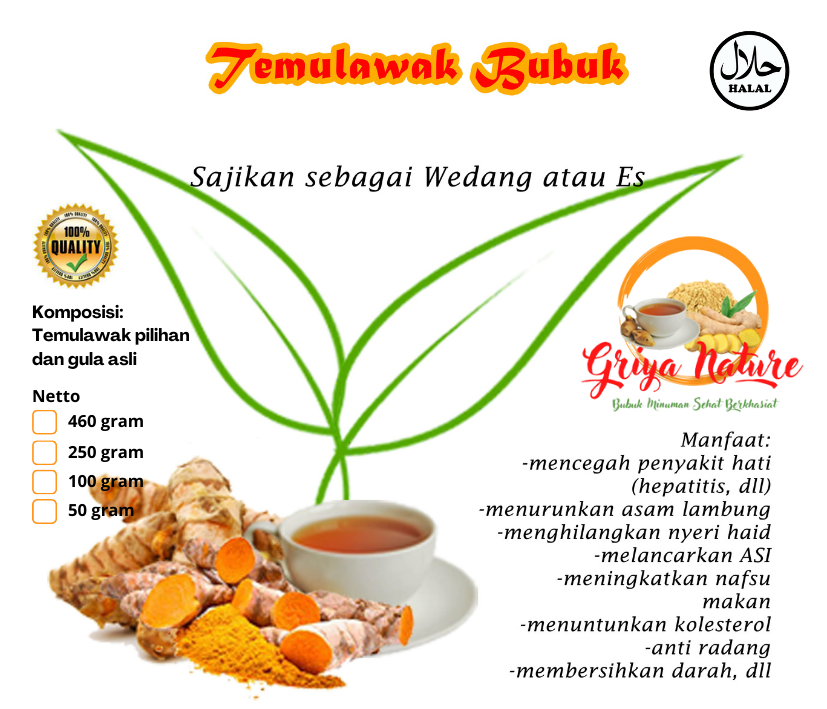 Temulawak Bubuk
حلال
HALAL
Sajikan sebagai Wedang atau Es
100%
QUALITY
Komposisi:
Temulawak pilihan
dan gula asli
Netto
460 gram
250 gram
100 gram
50 gram
Griya Nature
Bubuk Minuman Sehat Berkhasiat
Manfaat:
-mencegah penyakit hati
(hepatitis, dll)
-menurunkan asam lambung
-menghilangkan nyeri haid
-melancarkan ASI
-meningkatkan nafsu
makan
-menuntunkan kolesterol
-anti radang
-membersihkan darah, dll